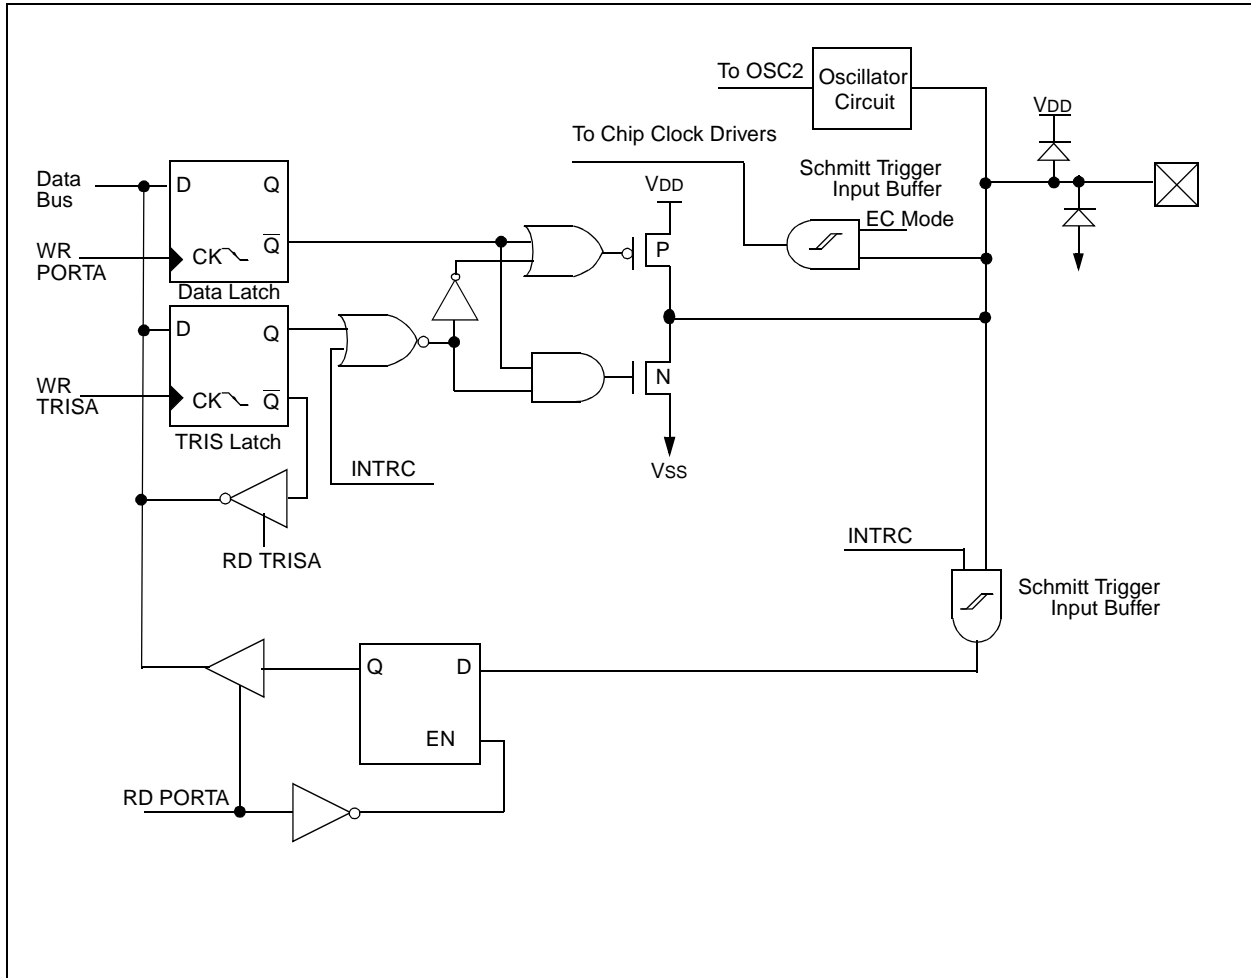 To OSC2
Oscillator
Circuit
VDD
To Chip Clock Drivers
Schmitt Trigger
Input Buffer
EC Mode
VDD
Data
Bus
D
Q
WR
PORTA
CK
Q
Data Latch
P
D
Q
WR
TRISA
CK
Q
TRIS Latch
N
INTRC
VSS
RD TRISA
INTRC
Schmitt Trigger
Input Buffer
Q
D
EN
RD PORTA